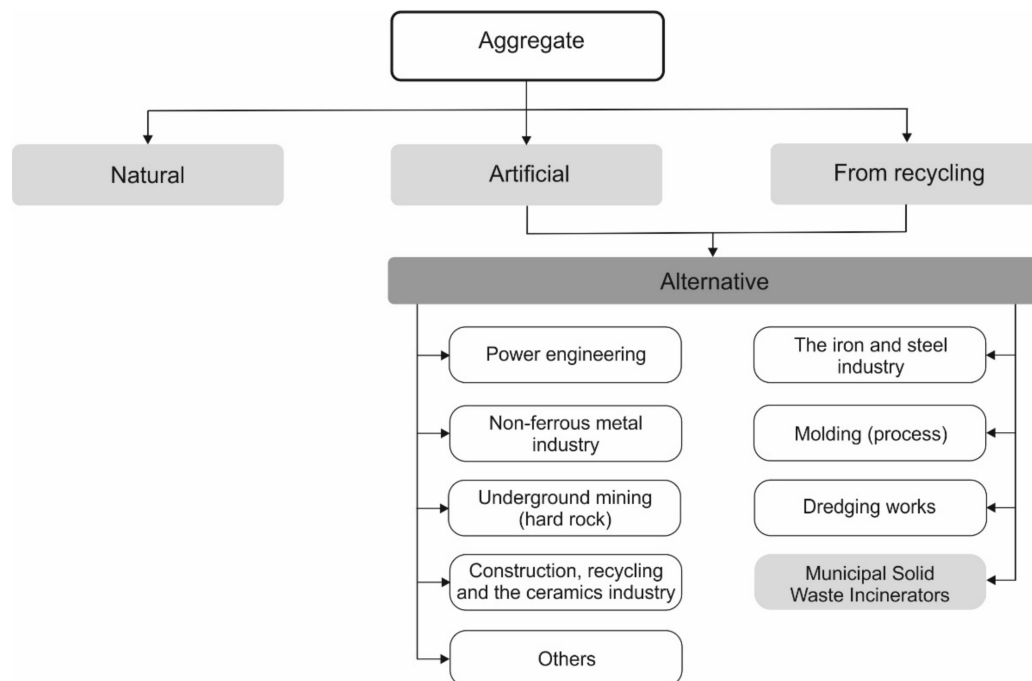 Aggregate
Natural
Artificial
From recycling
Alternative
Power engineering
The iron and steel
industry
Non-ferrous metal
industry
Molding (process)
Underground mining
(hard rock)
Dredging works
Construction, recycling
and the ceramics industry
Municipal Solid
Waste Incinerators
Others